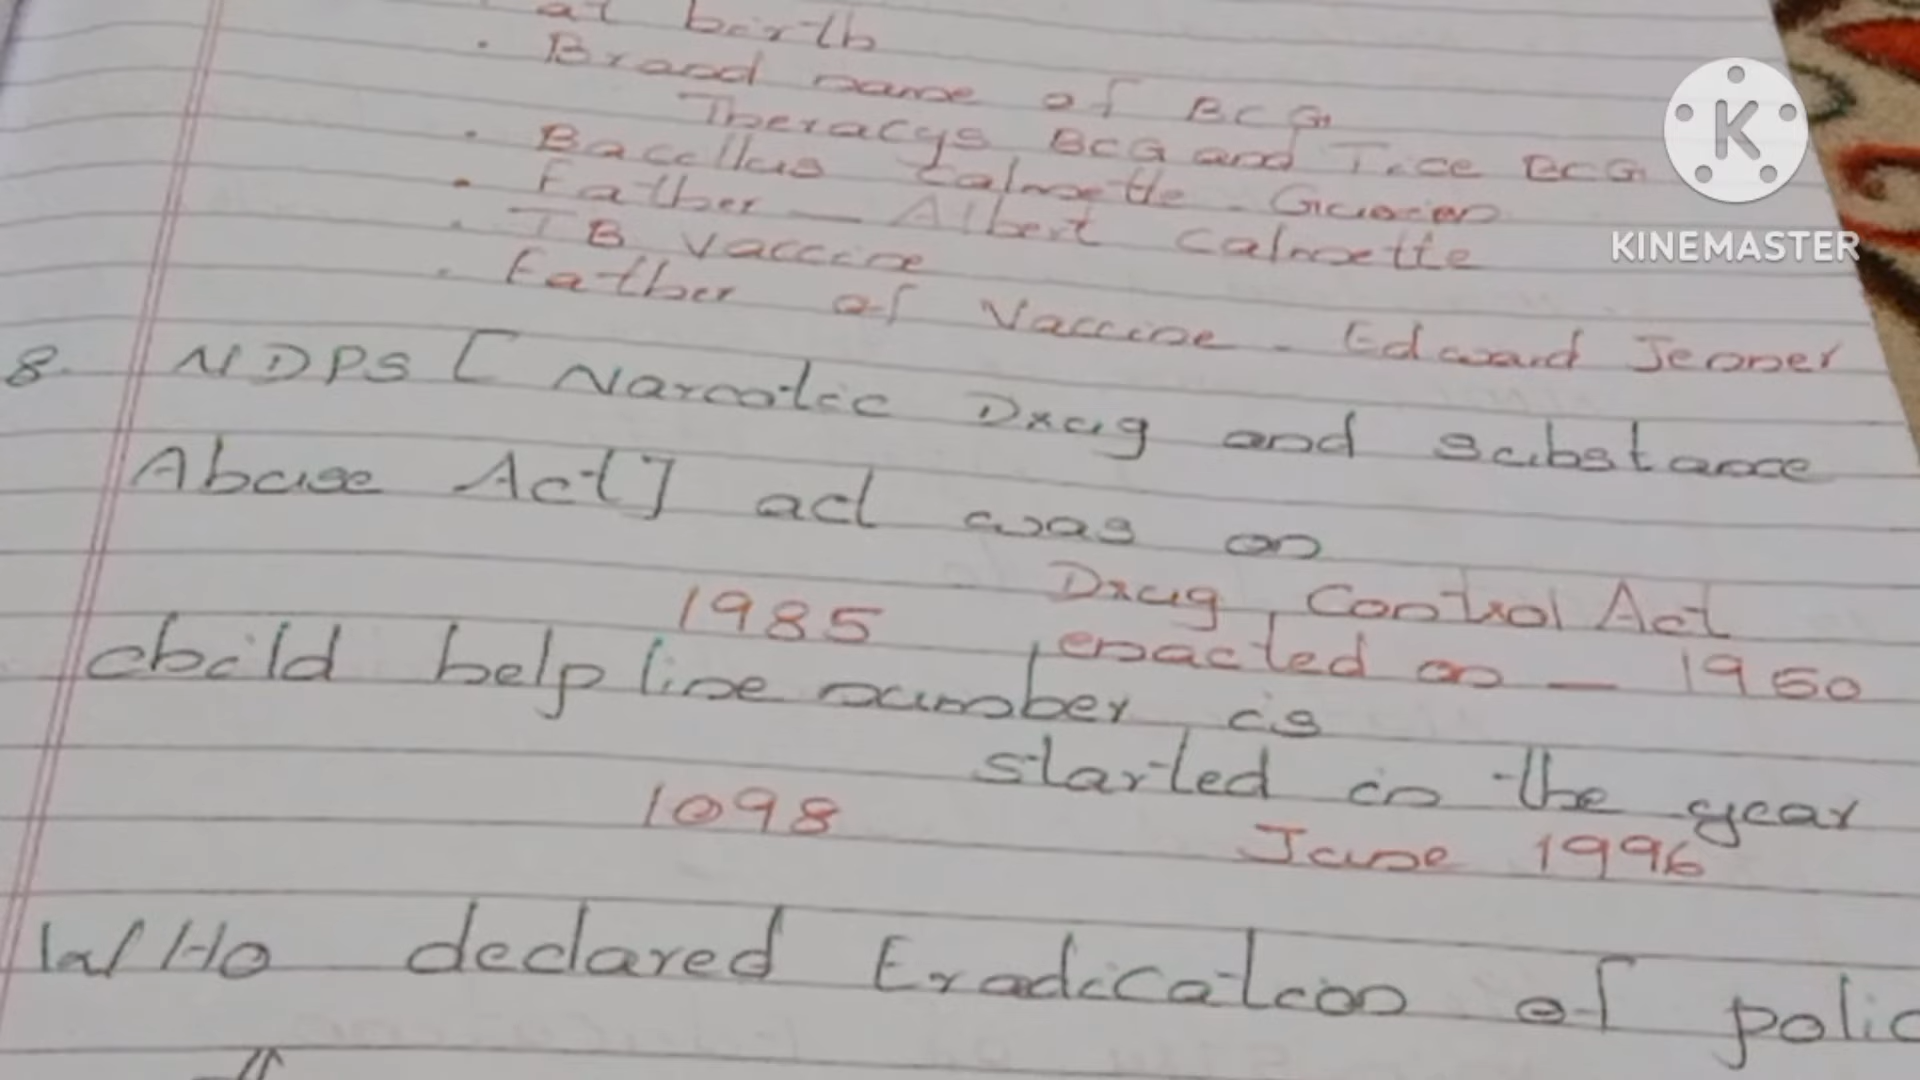 at birth
. Brand name of BCG
Theracys BCG and Tice BCG
. Bacillus Calmette - Guerin
. Father — Albert Calmette
. TB vaccine
. Father of Vaccine - Edward Jenner
8. NDPS [ Narcotic Drug and Substance
Abuse Act] act was on
1985
Drug Control Act
enacted on — 1950
child help line number is
started in the year
1098
June 1996
WHO declared Eradication of polio
KINEMASTER